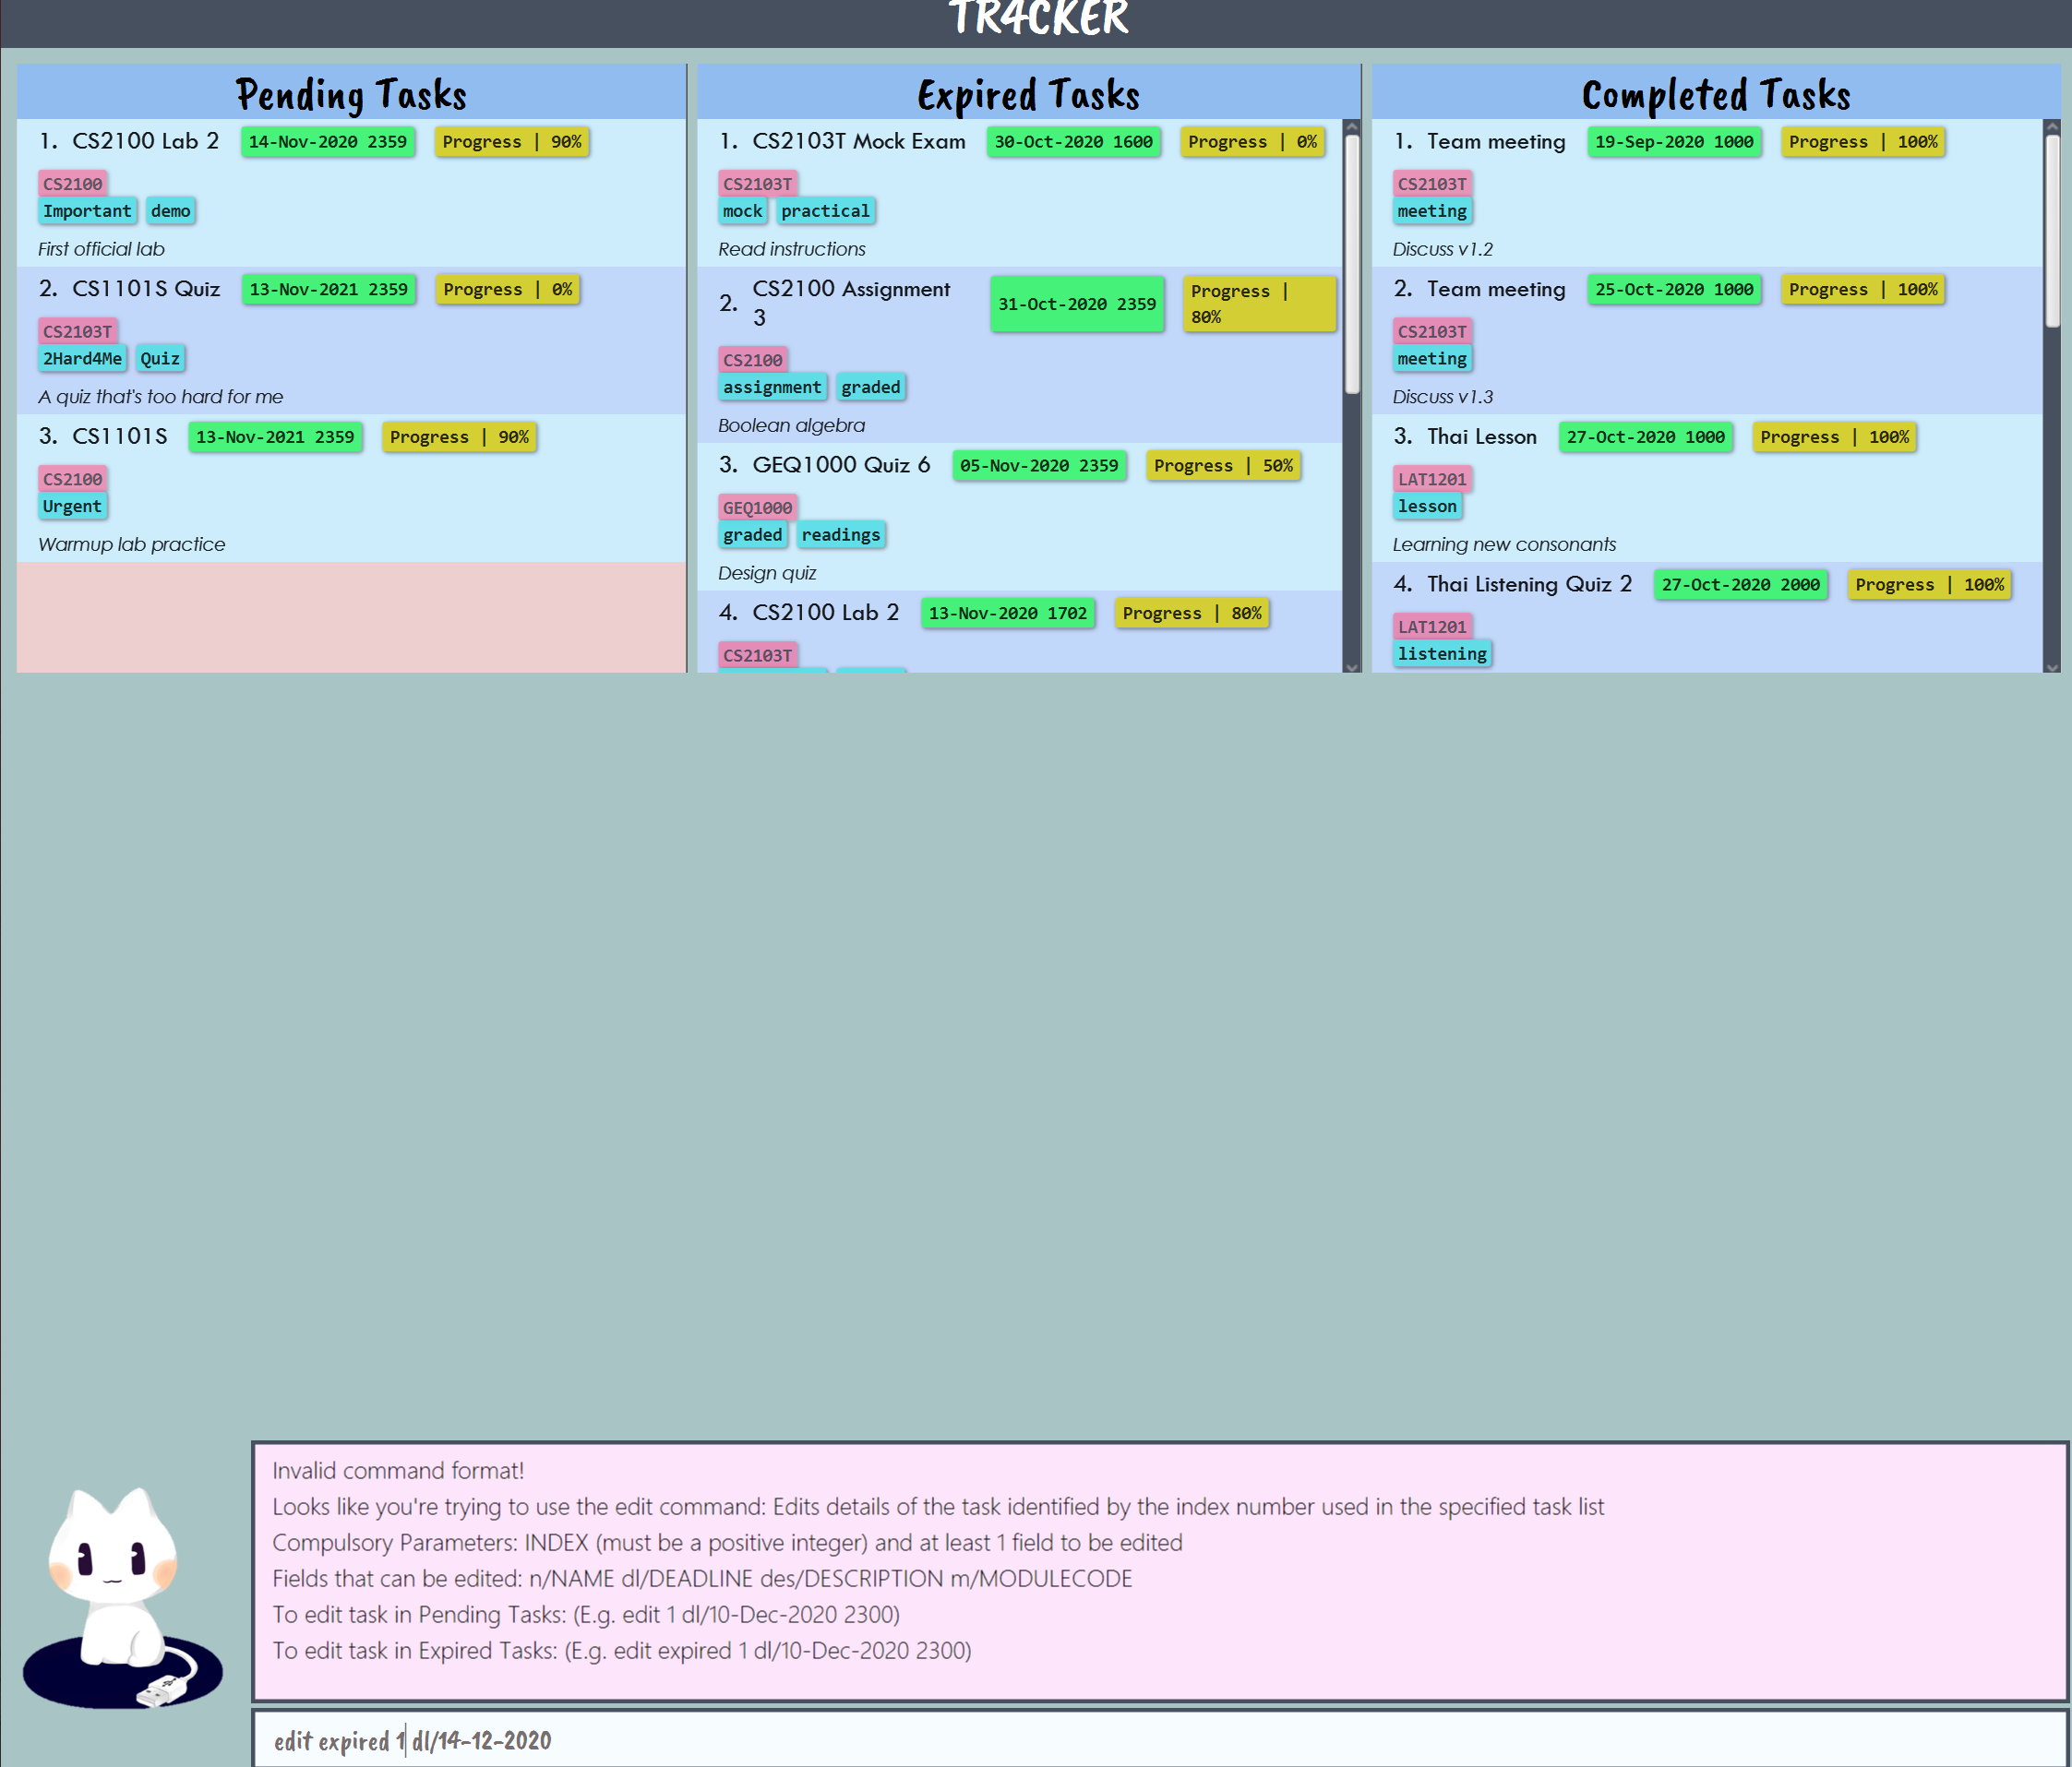 TR4CKER
Pending Tasks
1. CS2100 Lab 2 14-Nov-2020 2359 Progress | 90%
CS2100
Important demo
First official lab
2. CS1101S Quiz 13-Nov-2021 2359 Progress | 0%
CS2103T
2Hard4Me Quiz
A quiz that's too hard for me
3. CS1101S 13-Nov-2021 2359 Progress | 90%
CS2100
Urgent
Warmup lab practice
Expired Tasks
1. CS2103T Mock Exam 30-Oct-2020 1600 Progress | 0%
CS2103T
mock practical
Read instructions
2. CS2100 Assignment 3 31-Oct-2020 2359 Progress | 80%
CS2100
assignment graded
Boolean algebra
3. GEQ1000 Quiz 6 05-Nov-2020 2359 Progress | 50%
GEQ1000
graded readings
Design quiz
4. CS2100 Lab 2 13-Nov-2020 1702 Progress | 80%
CS2103T
Completed Tasks
1. Team meeting 19-Sep-2020 1000 Progress | 100%
CS2103T
meeting
Discuss v1.2
2. Team meeting 25-Oct-2020 1000 Progress | 100%
CS2103T
meeting
Discuss v1.3
3. Thai Lesson 27-Oct-2020 1000 Progress | 100%
LAT1201
lesson
Learning new consonants
4. Thai Listening Quiz 2 27-Oct-2020 2000 Progress | 100%
LAT1201
listening
Invalid command format!
Looks like you're trying to use the edit command: Edits details of the task identified by the index number used in the specified task list
Compulsory Parameters: INDEX (must be a positive integer) and at least 1 field to be edited
Fields that can be edited: n/NAME dl/DEADLINE des/DESCRIPTION m/MODULECODE
To edit task in Pending Tasks: (E.g. edit 1 dl/10-Dec-2020 2300)
To edit task in Expired Tasks: (E.g. edit expired 1 dl/10-Dec-2020 2300)
edit expired 1 dl/14-12-2020